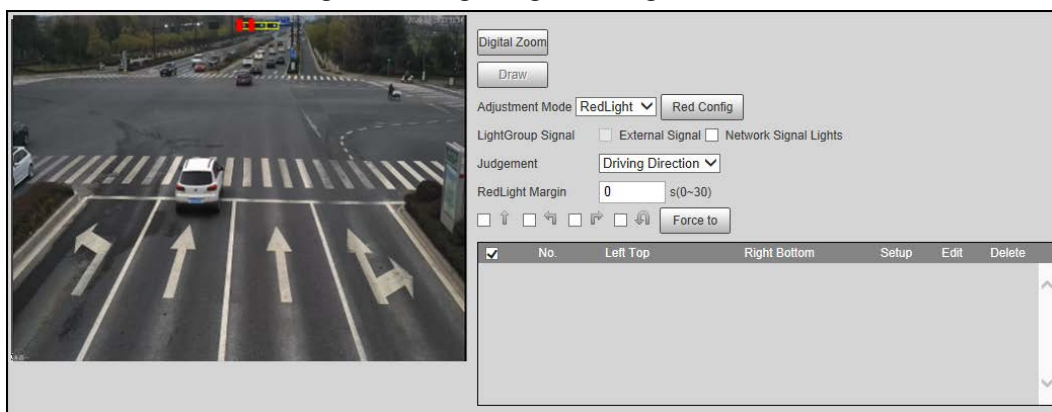 Digital Zoom
Draw
Adjustment Mode RedLight Red Config
LightGroup Signal External Signal Network Signal Lights
Judgement Driving Direction
RedLight Margin 0 s(0~30)
Force to
No. Left Top Right Bottom Setup Edit Delete